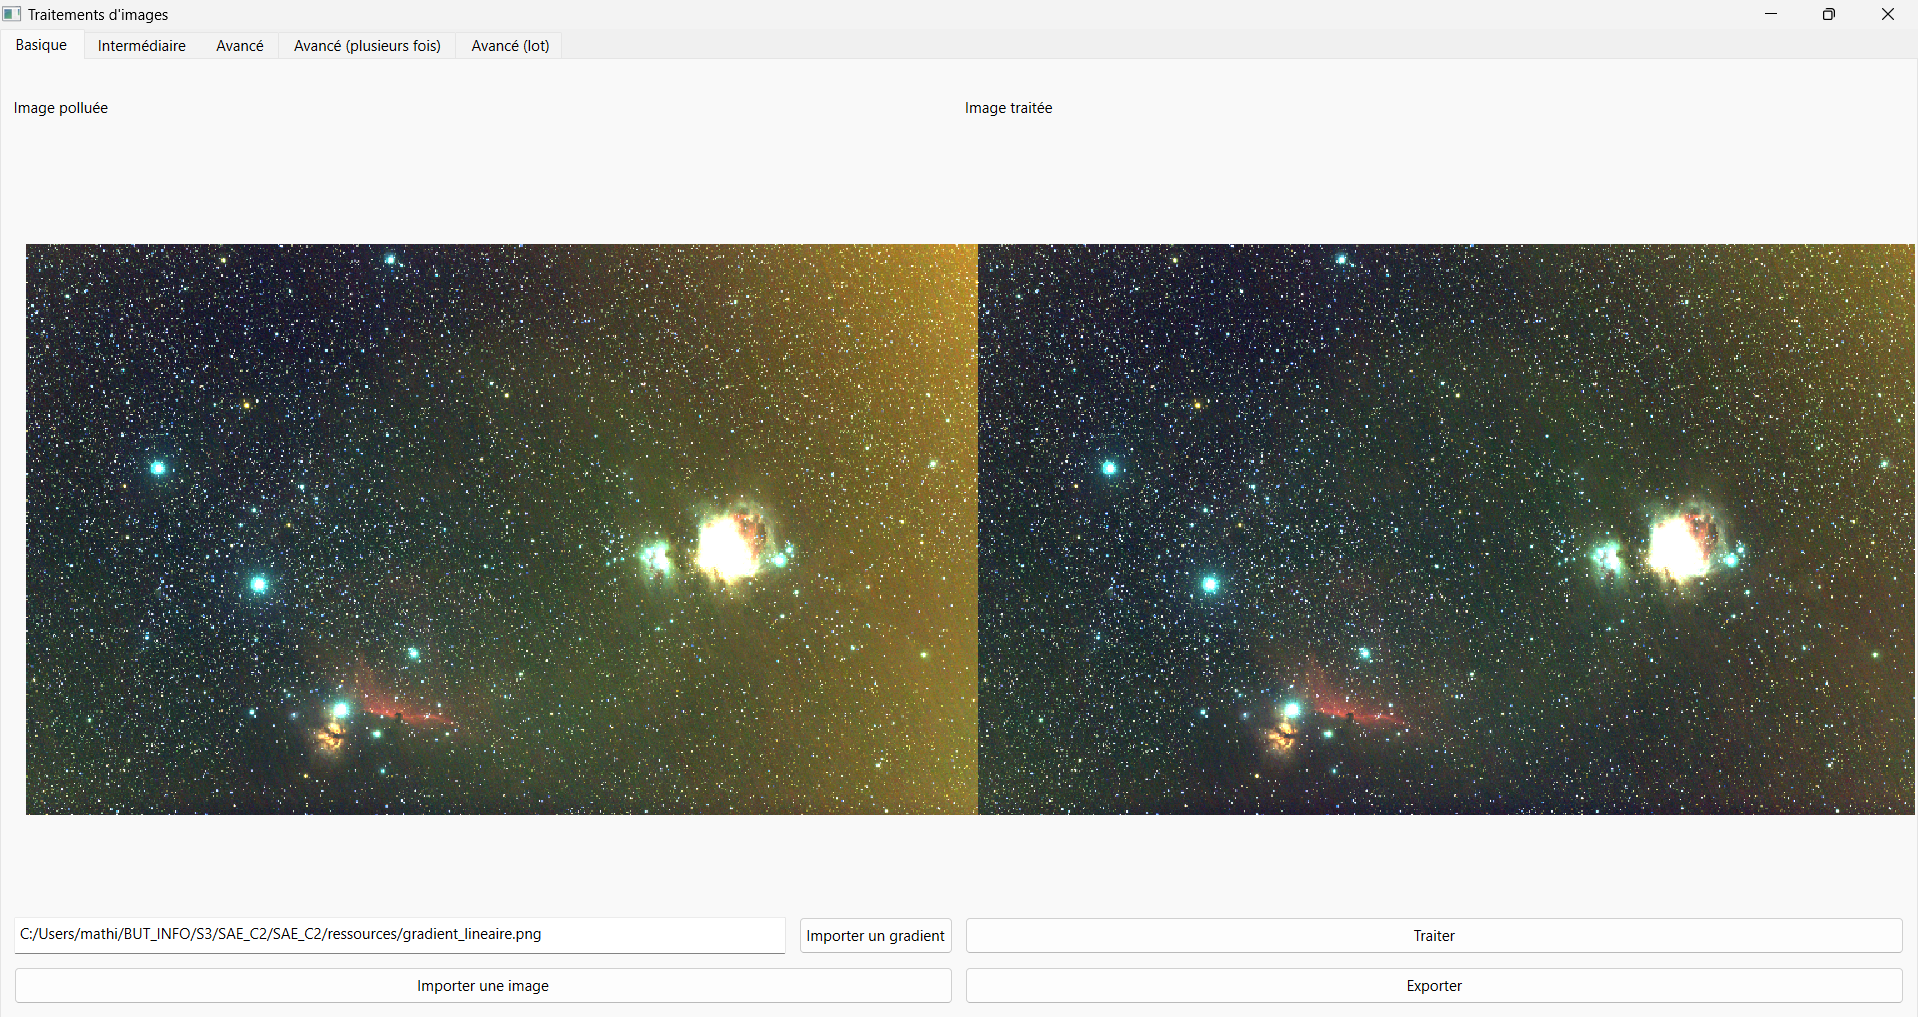 Traitements d'images
Basique Intermédiaire Avancé Avancé (plusieurs fois) Avancé (lot)
Image polluée Image traitée
C:/Users/mathi/BUT_INFO/S3/SAE_C2/SAE_C2/ressources/gradient_lineaire.png Importer un gradient Traiter
Importer une image Exporter